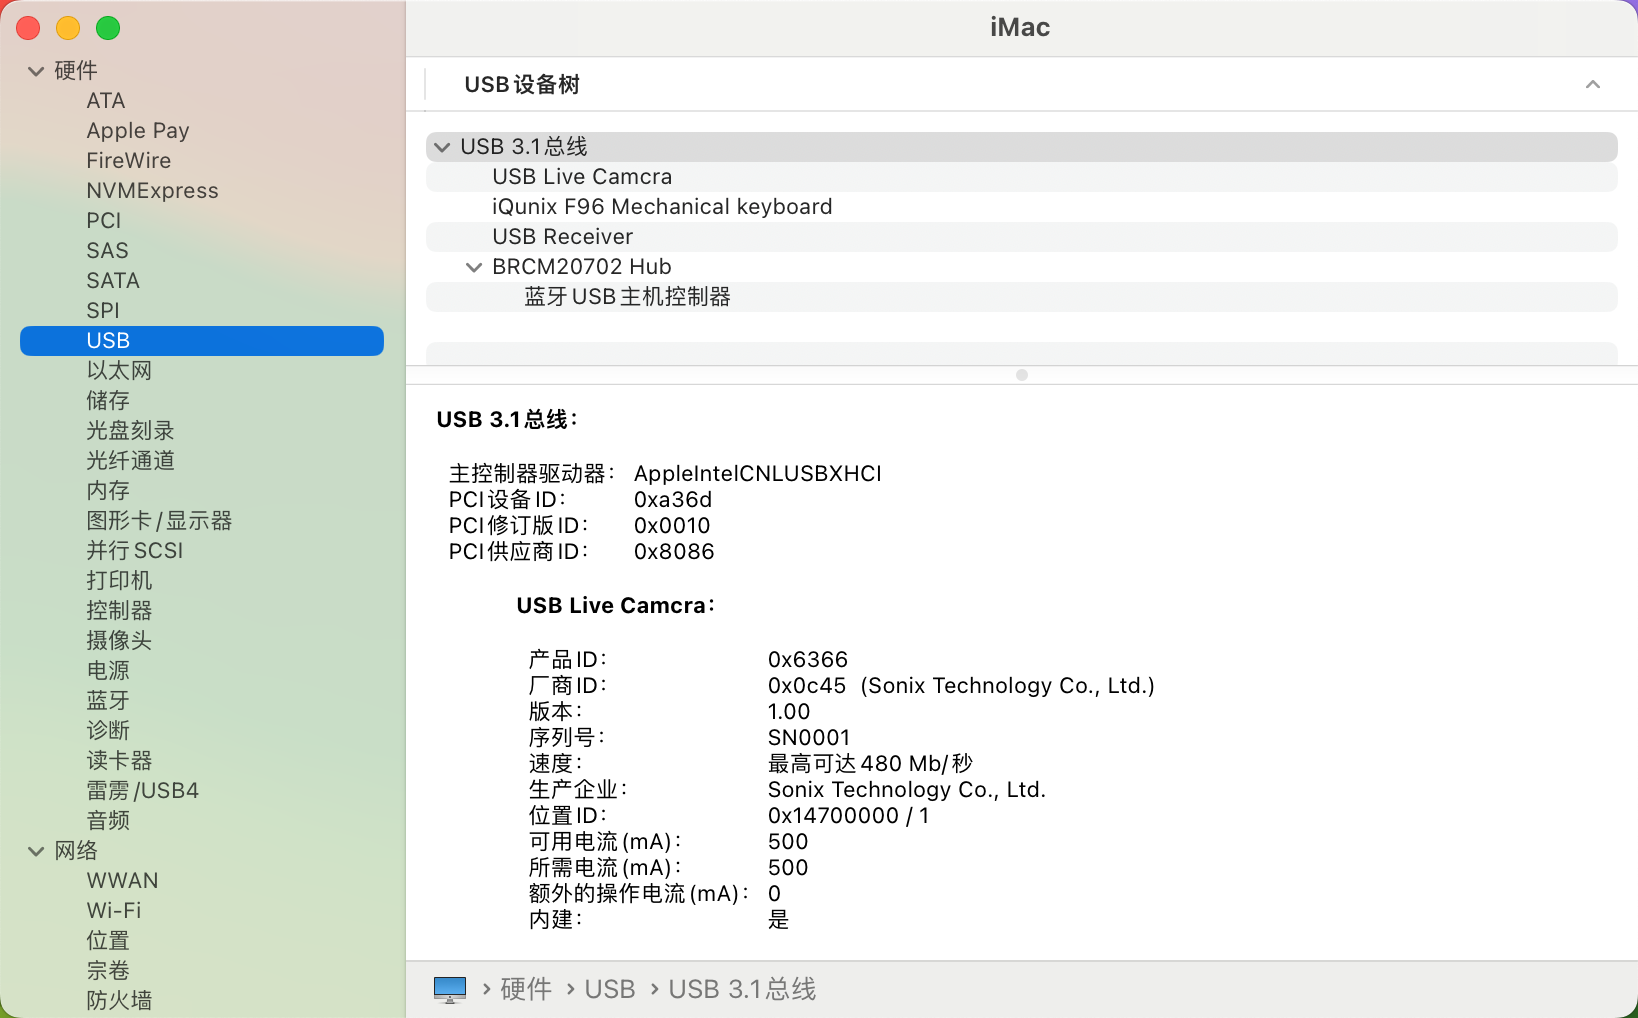 iMac
硬件
ATA
Apple Pay
FireWire
NVMExpress
PCI
SAS
SATA
SPI
USB
以太网
储存
光盘刻录
光纤通道
内存
图形卡/显示器
并行SCSI
打印机
控制器
摄像头
电源
蓝牙
诊断
读卡器
雷雳/USB4
音频
网络
WWAN
Wi-Fi
位置
宗卷
防火墙
USB设备树
USB 3.1总线
USB Live Camcra
iQunix F96 Mechanical keyboard
USB Receiver
BRCM20702 Hub
蓝牙USB主机控制器
USB 3.1总线：
主控制器驱动器： AppleIntelCNLUSBXHCI
PCI设备ID： 0xa36d
PCI修订版ID： 0x0010
PCI供应商ID： 0x8086
USB Live Camcra：
产品ID： 0x6366
厂商ID： 0x0c45 (Sonix Technology Co., Ltd.)
版本： 1.00
序列号： SN0001
速度： 最高可达480 Mb/秒
生产企业： Sonix Technology Co., Ltd.
位置ID： 0x14700000 / 1
可用电流(mA)： 500
所需电流(mA)： 500
额外的操作电流(mA)： 0
内建： 是
› 硬件 › USB › USB 3.1总线